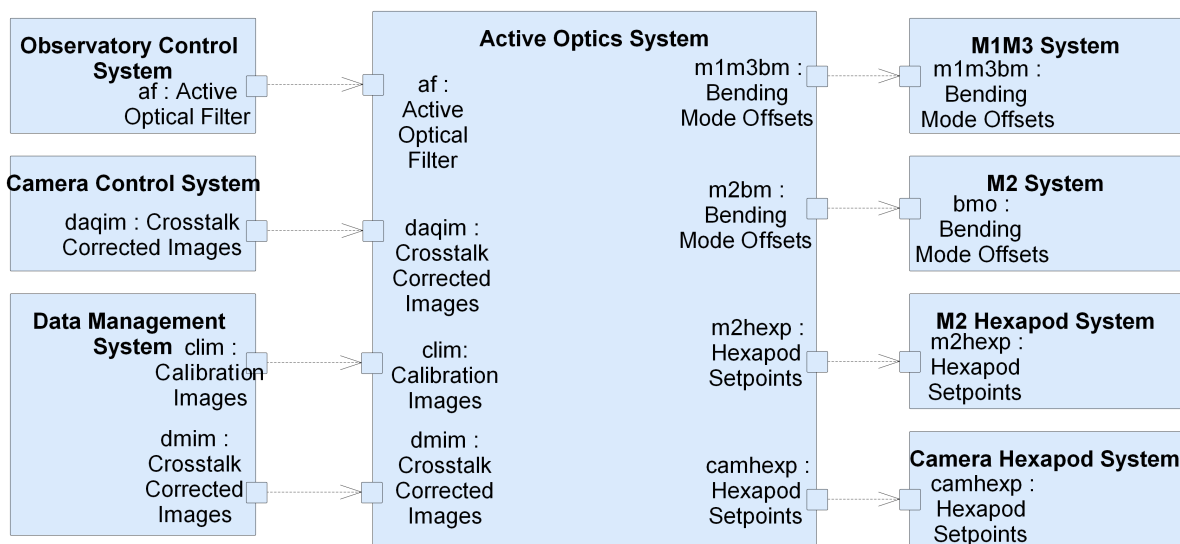 Observatory Control
System
af : Active
Optical Filter
Camera Control System
daqim : Crosstalk
Corrected Images
Data Management
System
clim :
Calibration
Images
dmim :
Crosstalk
Corrected
Images
Active Optics System
af :
Active
Optical
Filter
daqim :
Crosstalk
Corrected
Images
clim:
Calibration
Images
dmim :
Crosstalk
Corrected
Images
m1m3bm :
Bending
Mode Offsets
m2bm :
Bending
Mode Offsets
m2hexp :
Hexapod
Setpoints
camhexp :
Hexapod
Setpoints
M1M3 System
m1m3bm :
Bending
Mode Offsets
M2 System
bmo :
Bending
Mode Offsets
M2 Hexapod System
m2hexp :
Hexapod
Setpoints
Camera Hexapod System
camhexp :
Hexapod
Setpoints